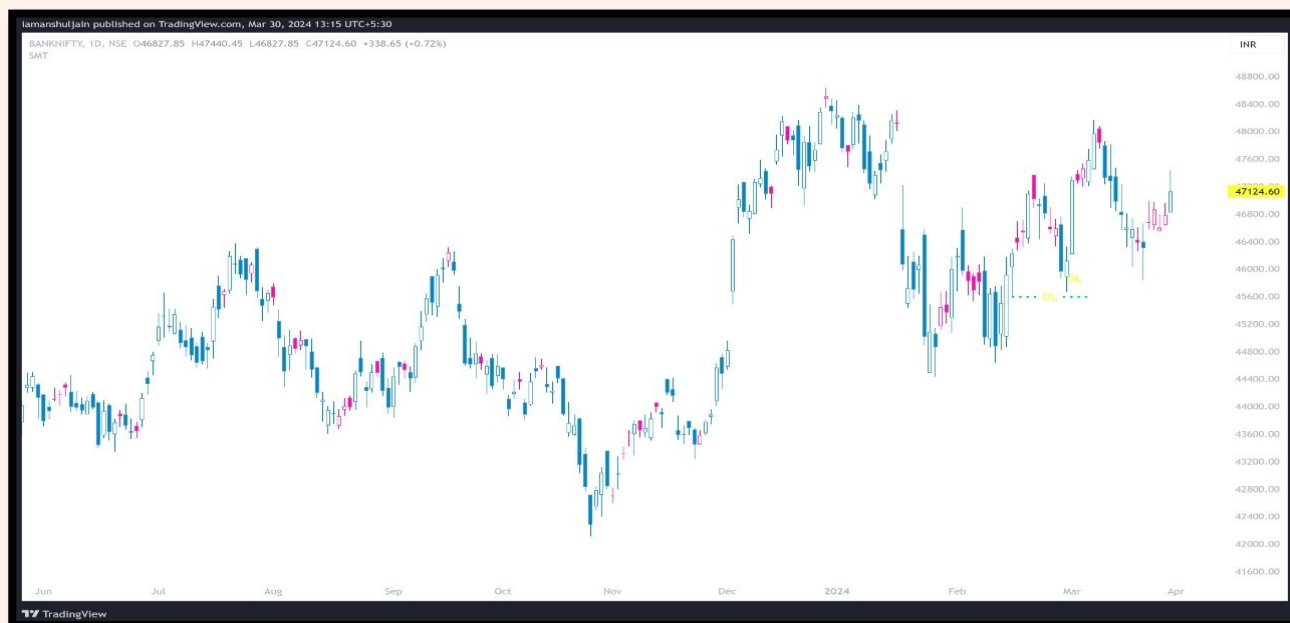 iamanshuljain published on TradingView.com, Mar 30, 2024 13:15 UTC+5:30
BANKNIFTY, 1D, NSE O46827.85 H47440.45 L46827.85 C47124.60 +338.65 (+0.72%)
SMT
INR
48800.00
48400.00
48000.00
47600.00
47124.60
46800.00
46400.00
46000.00
DL
45600.00
DL
45200.00
44800.00
44400.00
44000.00
43600.00
43200.00
42800.00
42400.00
42000.00
41600.00
Jun Jul Aug Sep Oct Nov Dec 2024 Feb Mar Apr
TradingView